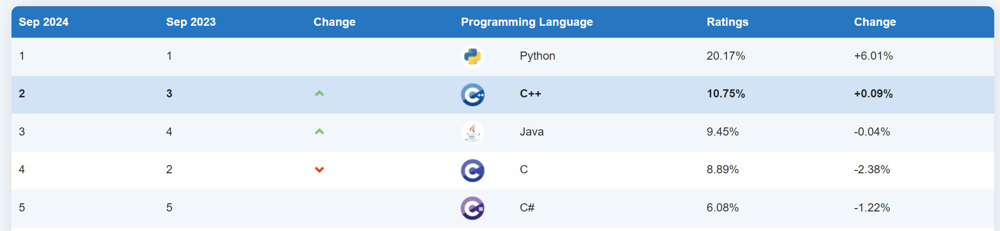 Sep 2024 Sep 2023 Change Programming Language Ratings Change
1 1 Python 20.17% +6.01%
2 3 C++ 10.75% +0.09%
3 4 Java 9.45% -0.04%
4 2 C 8.89% -2.38%
5 5 C# 6.08% -1.22%